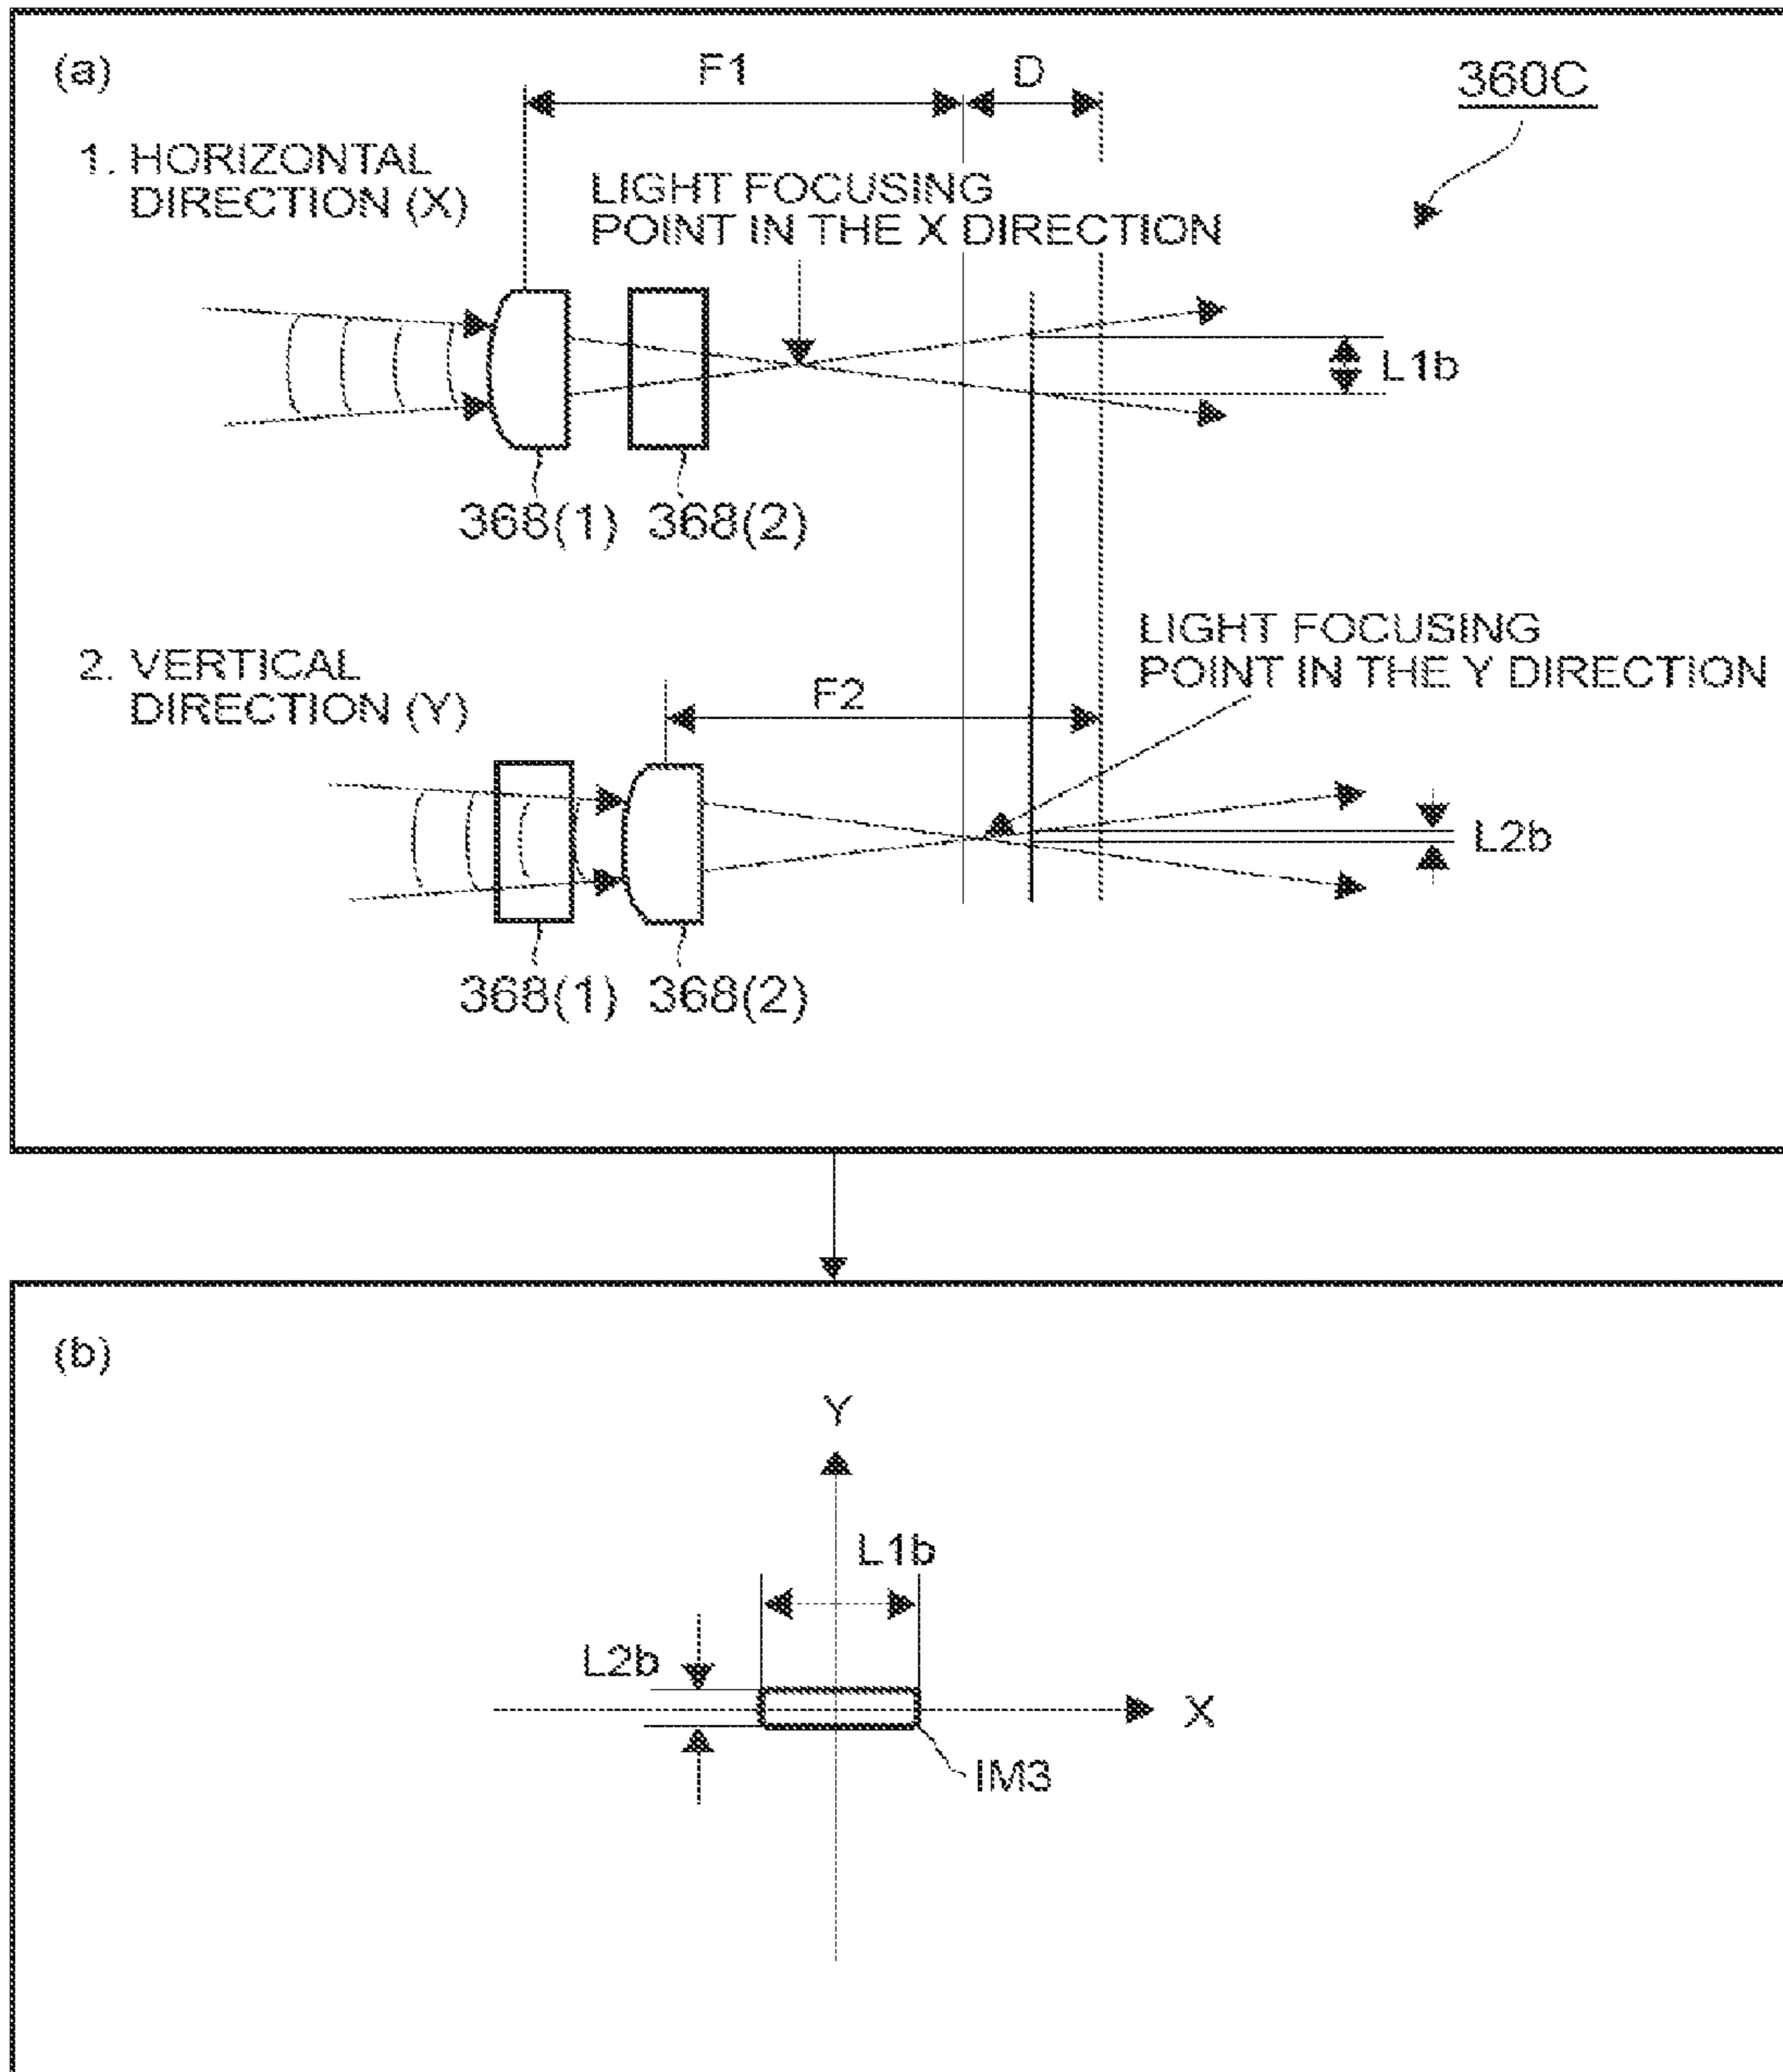 (a)
F1
D
360C
1. HORIZONTAL
DIRECTION (X)
LIGHT FOCUSING
POINT IN THE X DIRECTION
L1b
368(1)
368(2)
2. VERTICAL
DIRECTION (Y)
F2
LIGHT FOCUSING
POINT IN THE Y DIRECTION
L2b
368(1)
368(2)
(b)
Y
L1b
L2b
X
IM3